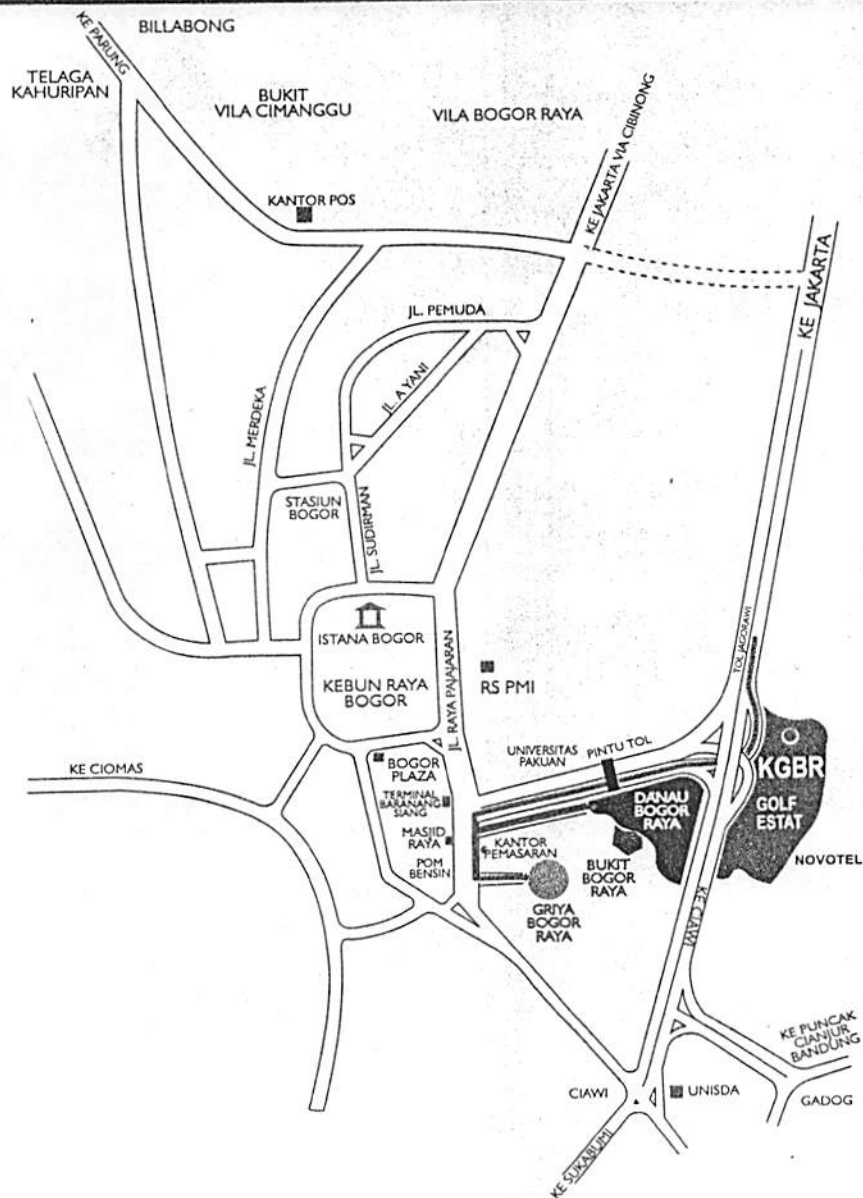 KE PARUNG
BILLABONG
TELAGA
KAHURIPAN
BUKIT
VILA CIMANGGU
VILA BOGOR RAYA
KE JAKARTA VIA CIBINONG
KANTOR POS
KE JAKARTA
JL. PEMUDA
JL. A YANI
JL. MERDEKA
STASIUN
BOGOR
JL. SUDIRMAN
ISTANA BOGOR
KEBUN RAYA
BOGOR
JL. RAYA PAJAJARAN
RS PMI
TOL JAGORAWI
KE CIOMAS
BOGOR
PLAZA
TERMINAL
BARANANG
SIANG
MASJID
RAYA
POM
BENSIN
UNIVERSITAS
PAKUAN
PINTU TOL
KGBR
GOLF
ESTAT
DANAU
BOGOR
RAYA
KANTOR
PEMASARAN
BUKIT
BOGOR
RAYA
NOVOTEL
GRIYA
BOGOR
RAYA
KE CIAWI
KE PUNCAK
CIANJUR
BANDUNG
CIAWI
UNISDA
GADOG
KE SUKABUMI